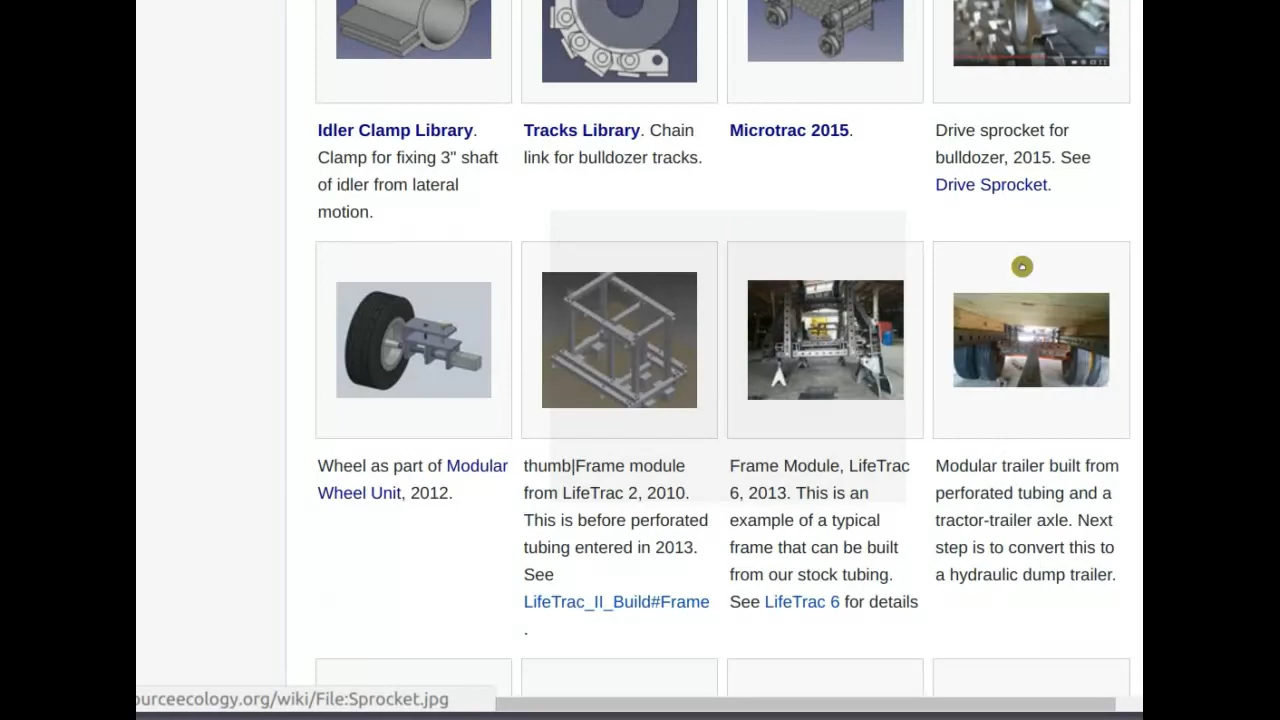 Idler Clamp Library.
Clamp for fixing 3" shaft
of idler from lateral
motion.
Tracks Library. Chain
link for bulldozer tracks.
Microtrac 2015.
Drive sprocket for
bulldozer, 2015. See
Drive Sprocket.
Wheel as part of Modular
Wheel Unit, 2012.
thumb|Frame module
from LifeTrac 2, 2010.
This is before perforated
tubing entered in 2013.
See
LifeTrac_II_Build#Frame
.
Frame Module, LifeTrac
6, 2013. This is an
example of a typical
frame that can be built
from our stock tubing.
See LifeTrac 6 for details
Modular trailer built from
perforated tubing and a
tractor-trailer axle. Next
step is to convert this to
a hydraulic dump trailer.
ourceecology.org/wiki/File:Sprocket.jpg